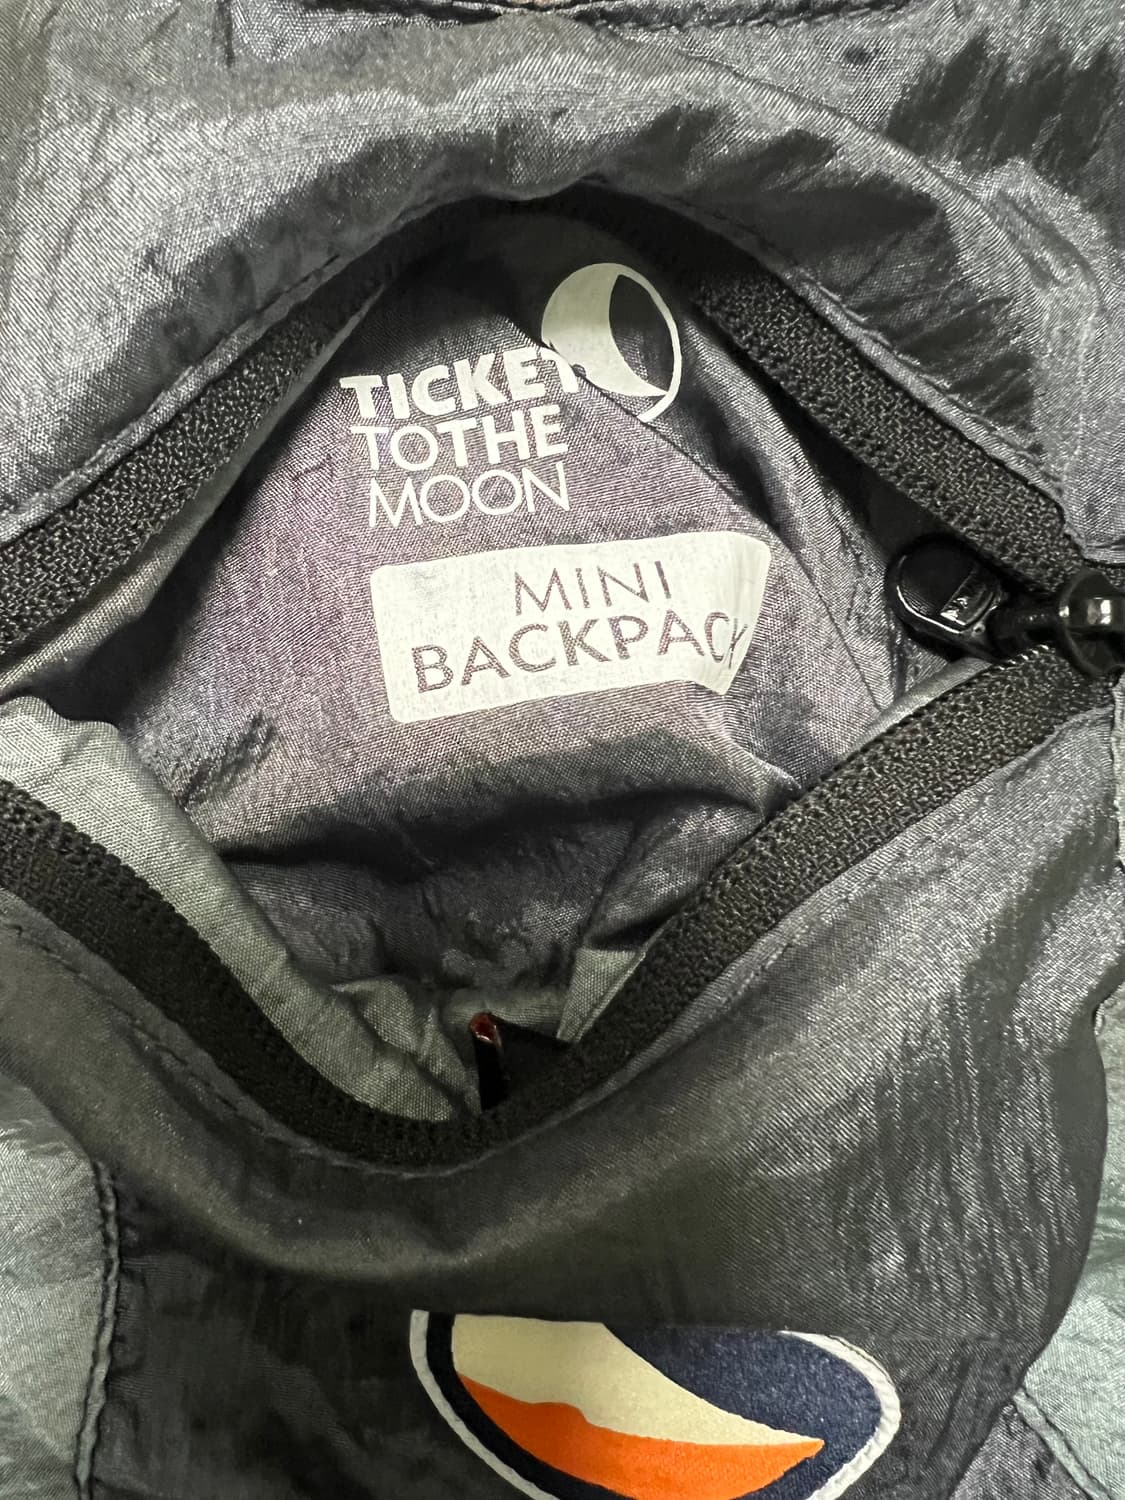 TICKET
TO THE
MOON
MINI
BACKPACK